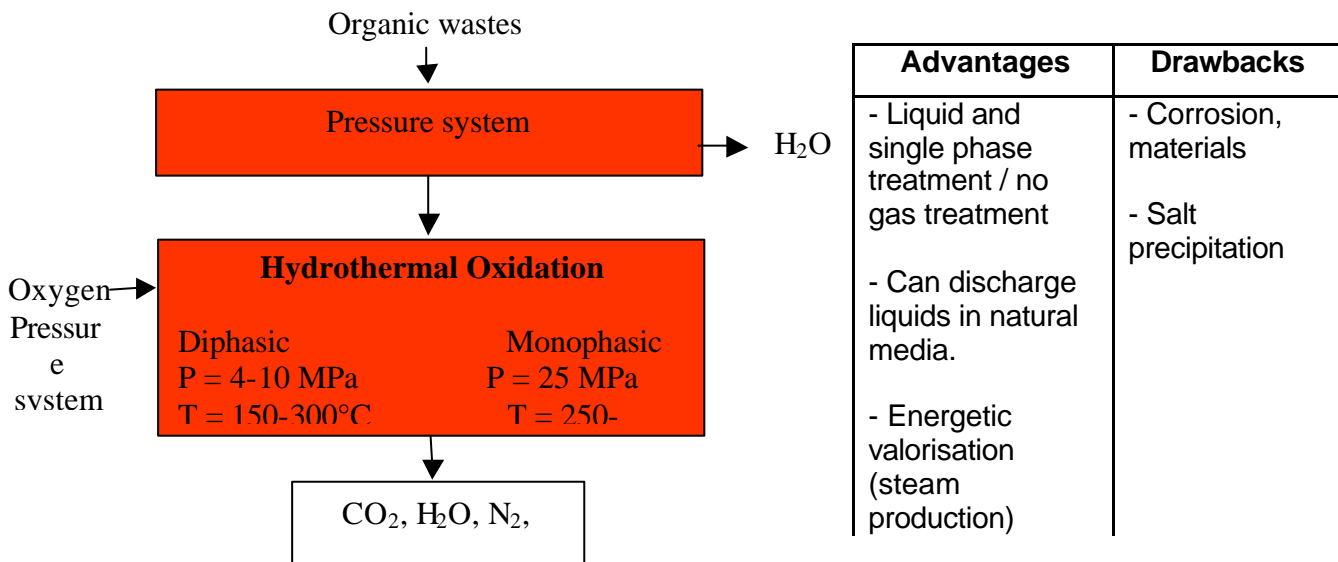 Organic wastes
Pressure system
H₂O
Oxygen
Pressur
e
system
Hydrothermal Oxidation
Diphasic Monophasic
P = 4-10 MPa P = 25 MPa
T = 150-300°C T = 250-
CO₂, H₂O, N₂,
Advantages Drawbacks
- Liquid and
single phase
treatment / no
gas treatment
- Can discharge
liquids in natural
media.
- Energetic
valorisation
(steam
production)
- Corrosion,
materials
- Salt
precipitation